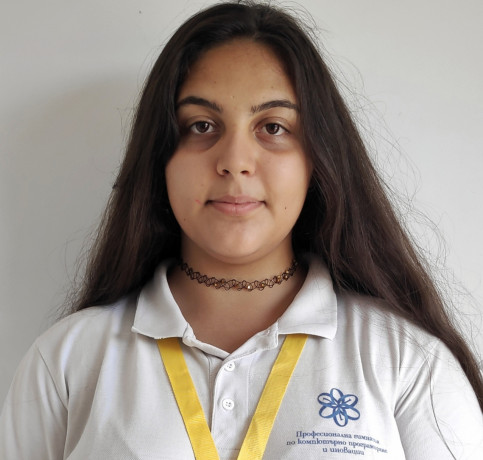 Професионална гимназия
по компютърно програмиране
и иновации